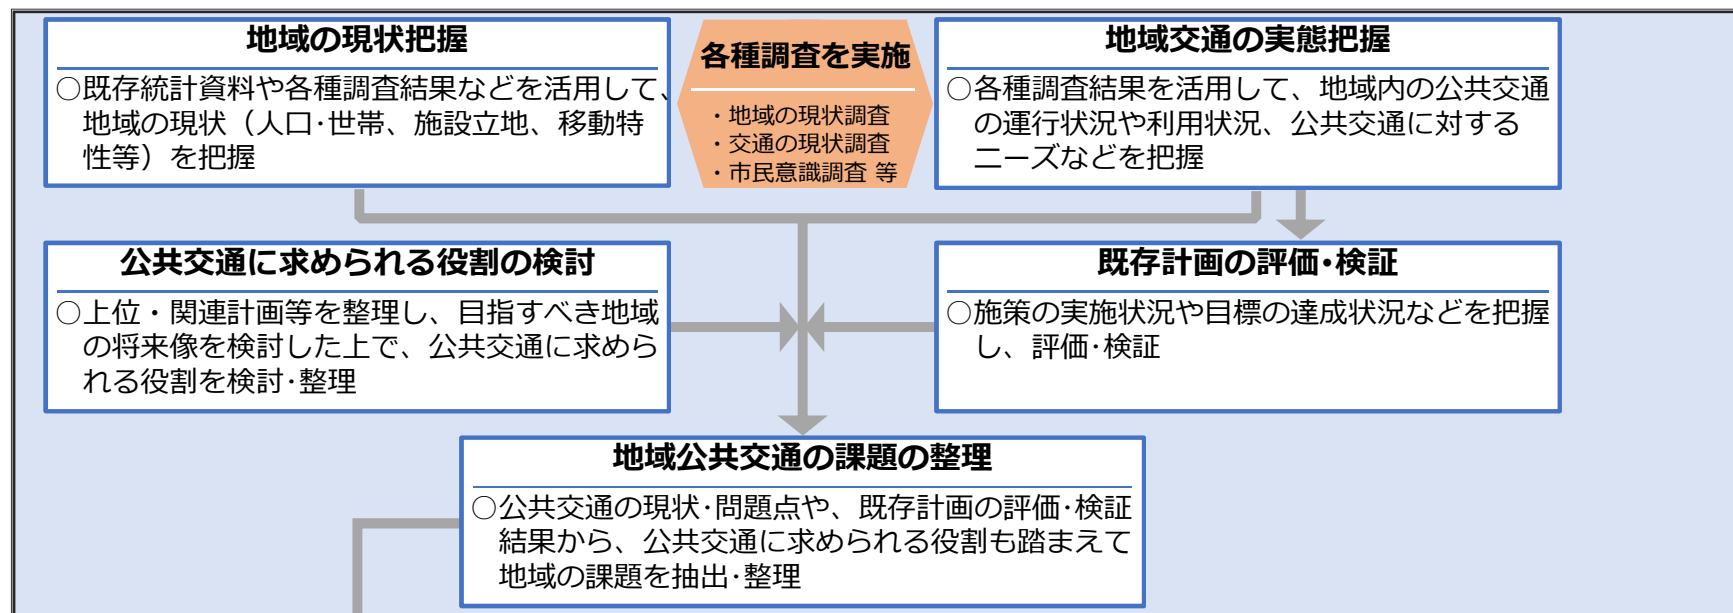 地域の現状把握
○既存統計資料や各種調査結果などを活用して、
地域の現状（人口･世帯、施設立地、移動特
性等）を把握
各種調査を実施
・地域の現状調査
・交通の現状調査
・市民意識調査 等
地域交通の実態把握
○各種調査結果を活用して、地域内の公共交通
の運行状況や利用状況、公共交通に対する
ニーズなどを把握
公共交通に求められる役割の検討
○上位・関連計画等を整理し、目指すべき地域
の将来像を検討した上で、公共交通に求めら
れる役割を検討･整理
既存計画の評価･検証
○施策の実施状況や目標の達成状況などを把握
し、評価･検証
地域公共交通の課題の整理
○公共交通の現状･問題点や、既存計画の評価･検証
結果から、公共交通に求められる役割も踏まえて
地域の課題を抽出･整理